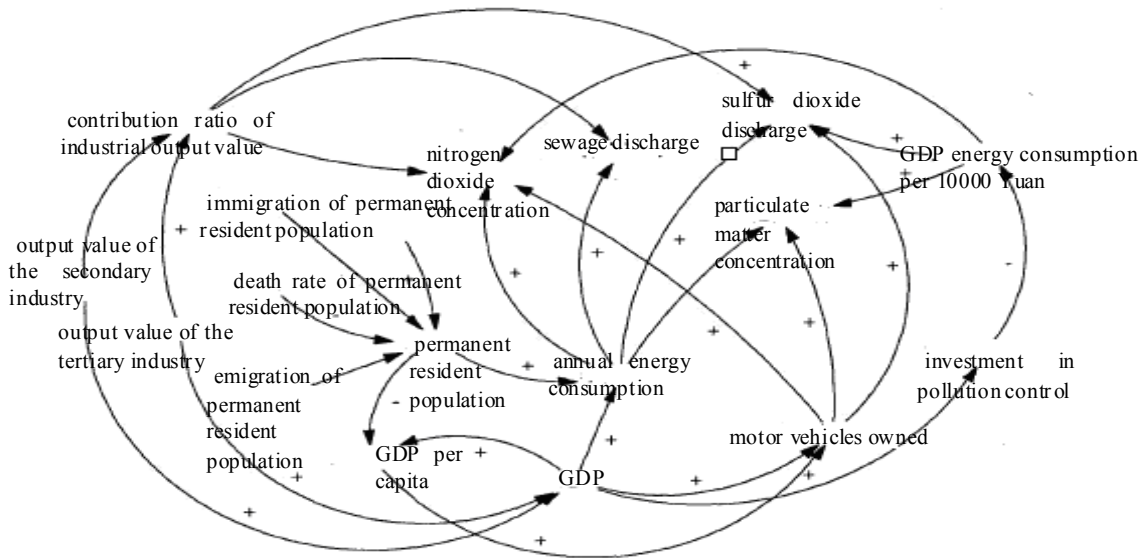 contribution ratio of
industrial output value
nitrogen
dioxide
concentration
sewage discharge
sulfur dioxide
discharge
GDP energy consumption
per 10000 Yuan
particulate
matter
concentration
immigration of permanent
resident population
output value of
the secondary
industry
death rate of permanent
resident population
output value of the
tertiary industry
permanent
resident
population
emigration of
permanent
resident
population
annual energy
consumption
investment in
pollution control
motor vehicles owned
GDP per
capita
GDP
+
+
+
+
+
+
+
+
-
+
+
+
-
+
+
+
+
+
+
+